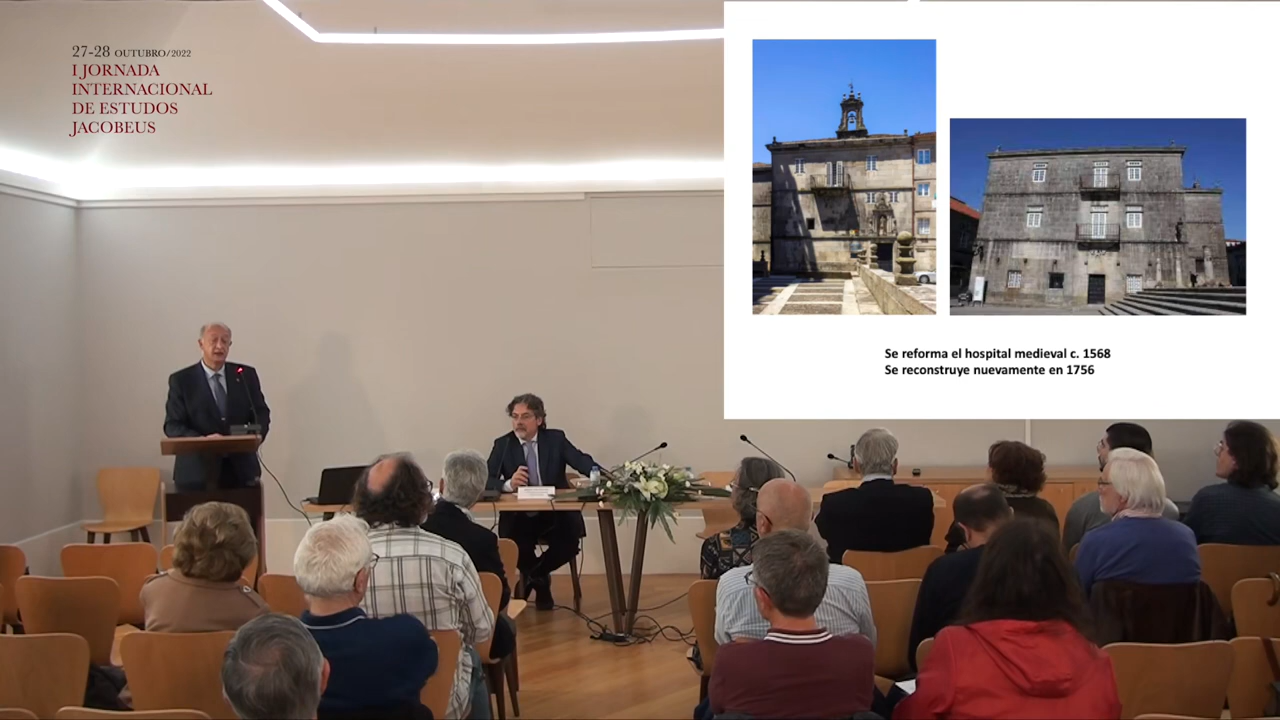 27-28 OUTUBRO/2022
I JORNADA
INTERNACIONAL
DE ESTUDOS
JACOBEUS
Se reforma el hospital medieval c. 1568
Se reconstruye nuevamente en 1756